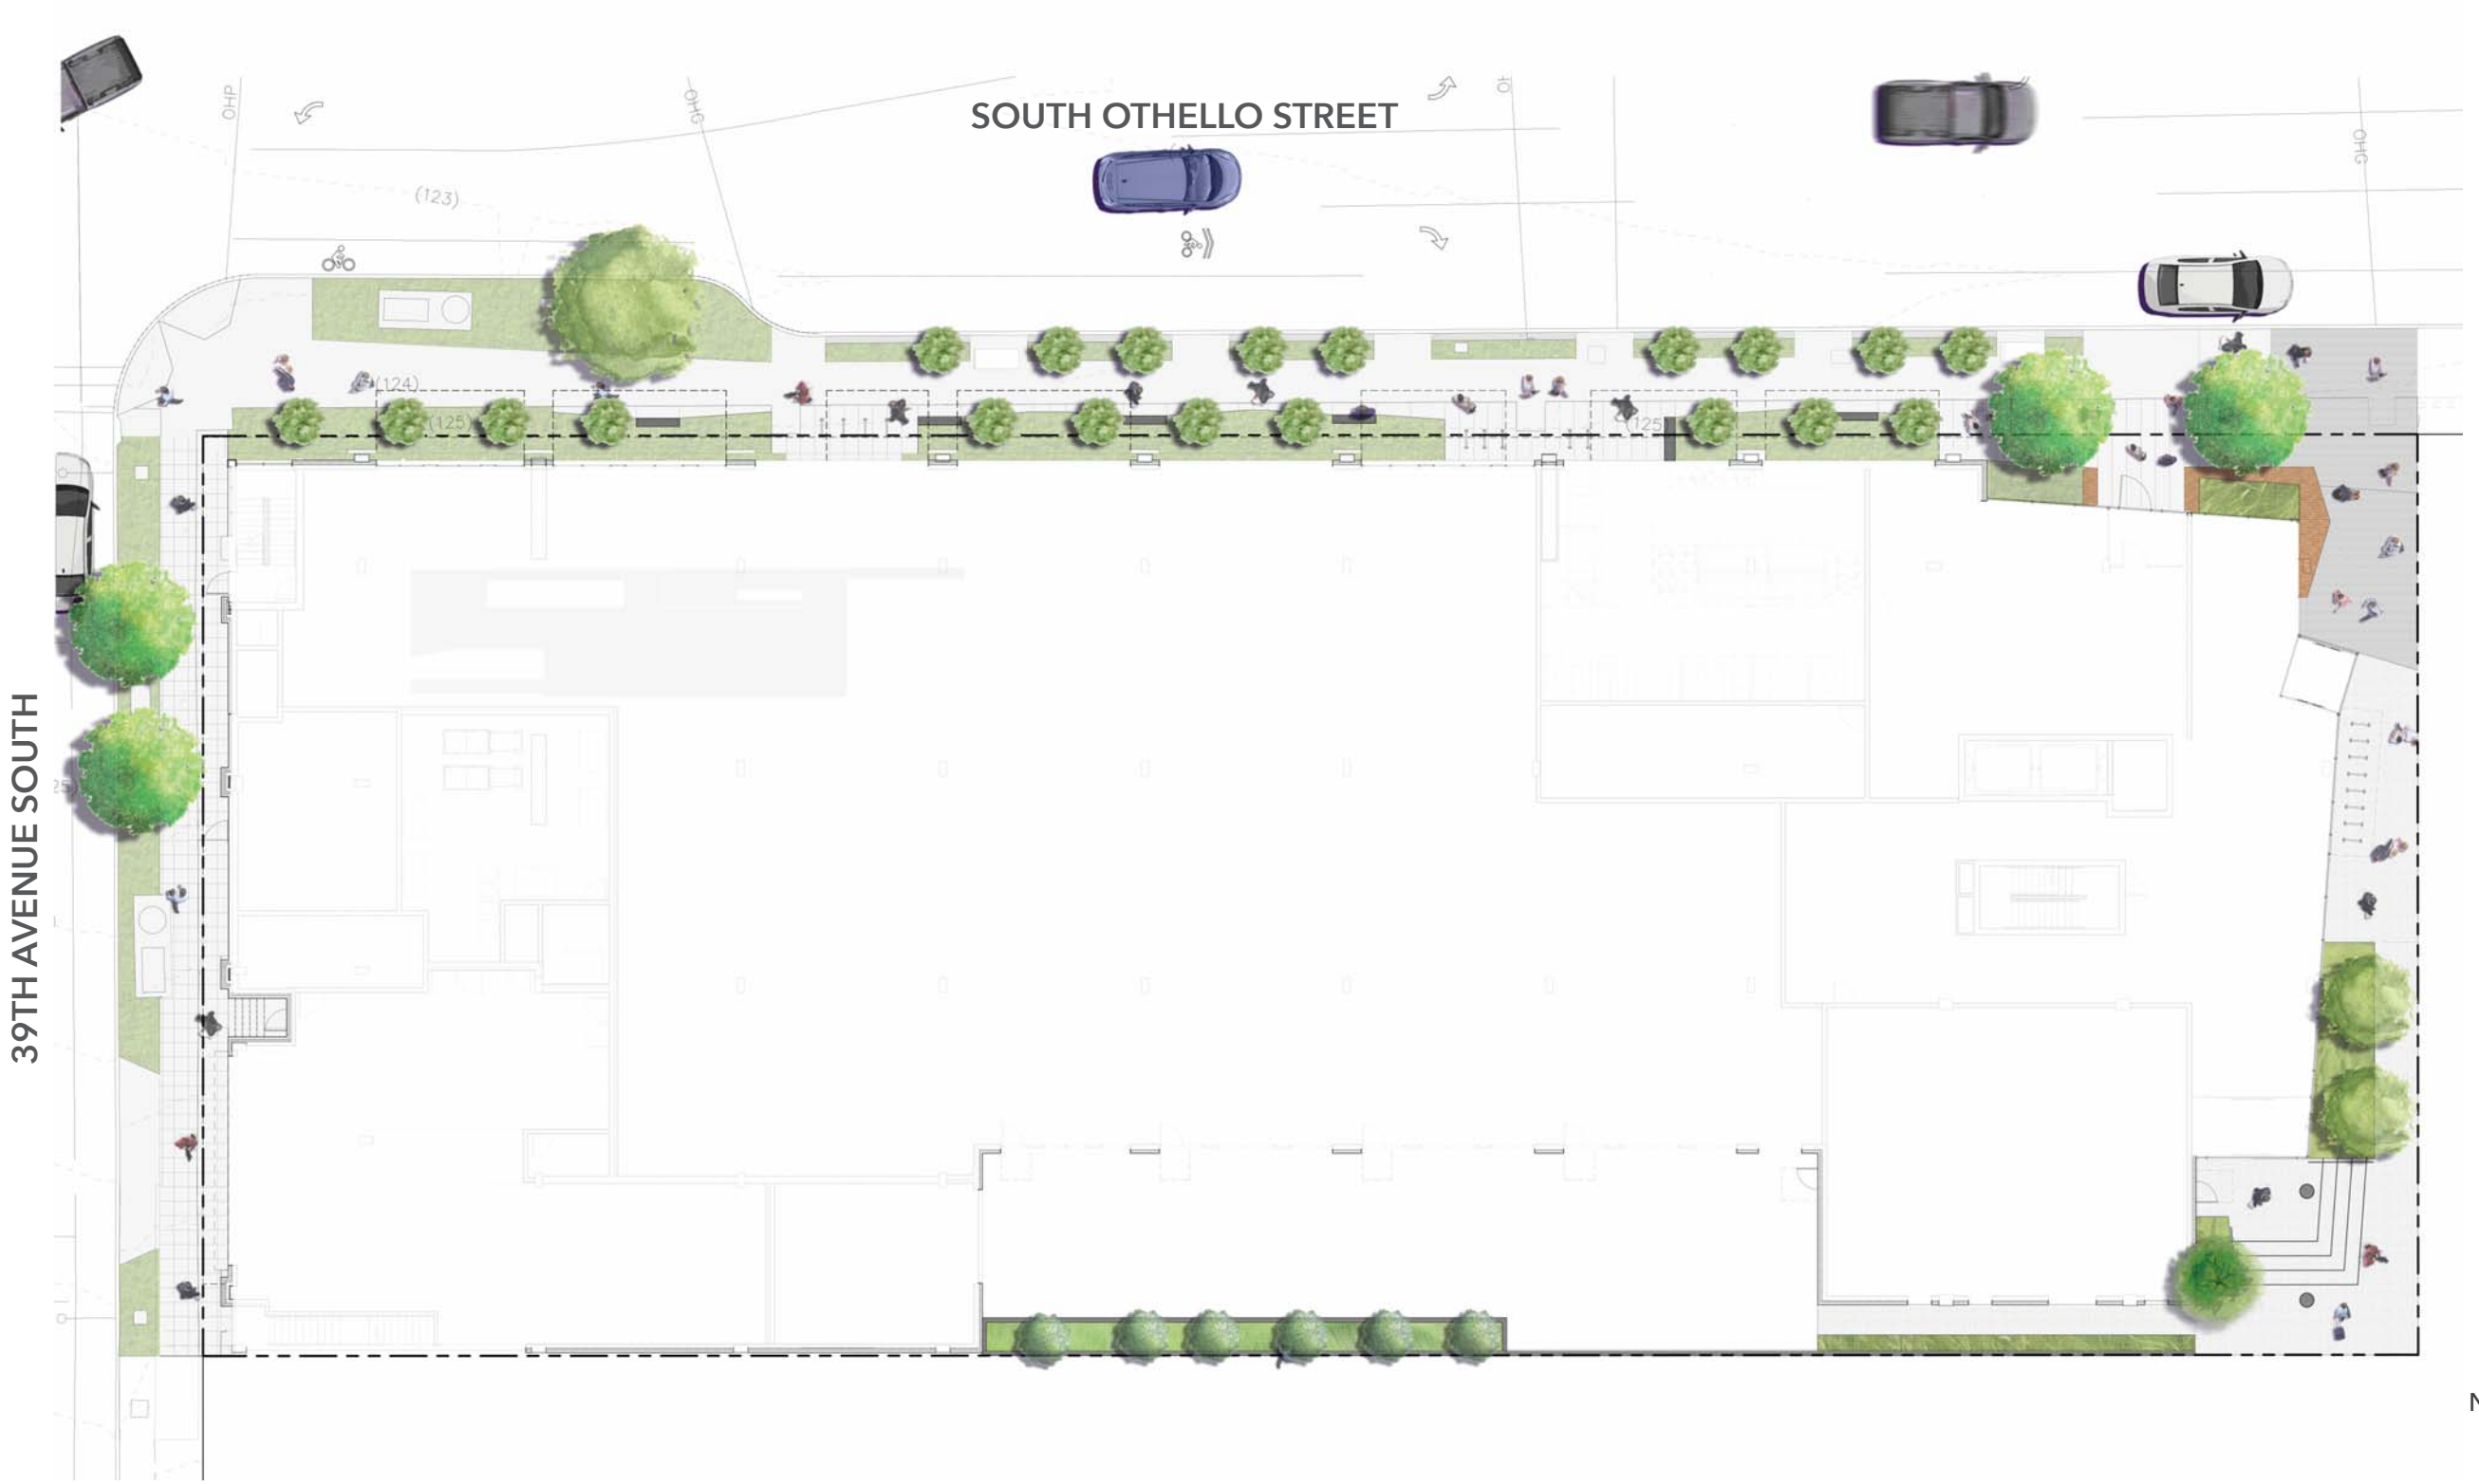 SOUTH OTHELLO STREET
OHP
OHG
OHG
(123)
(124)
(125)
(125
39TH AVENUE SOUTH
N